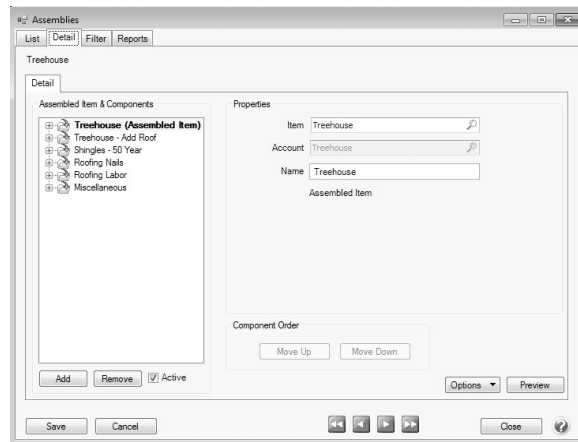 Assemblies
List Detail Filter Reports
Treehouse
Detail
Assembled Item & Components
Treehouse (Assembled Item)
Treehouse - Add Roof
Shingles - 50 Year
Roofing Nails
Roofing Labor
Miscellaneous
Add Remove Active
Properties
Item Treehouse
Account Treehouse
Name Treehouse
Assembled Item
Component Order
Move Up Move Down
Options Preview
Save Cancel Close ?